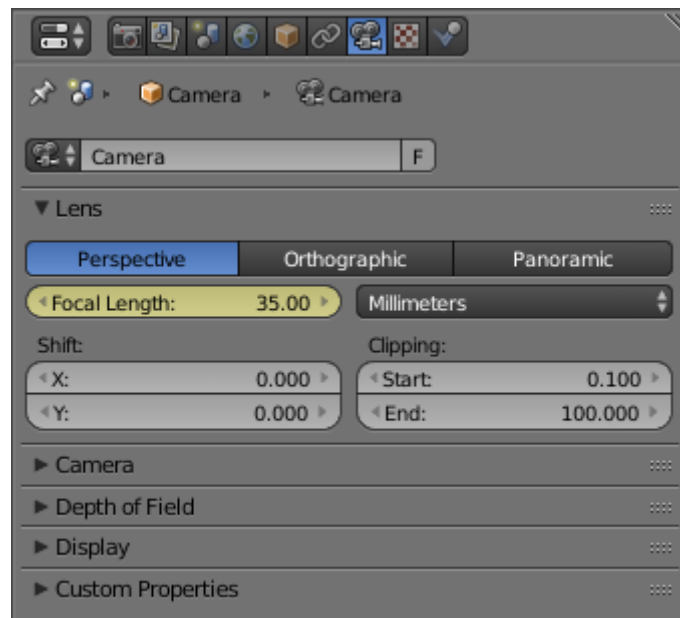 Camera Camera
Camera F
Lens
Perspective Orthographic Panoramic
Focal Length: 35.00 Millimeters
Shift: Clipping:
X: 0.000 Start: 0.100
Y: 0.000 End: 100.000
Camera
Depth of Field
Display
Custom Properties